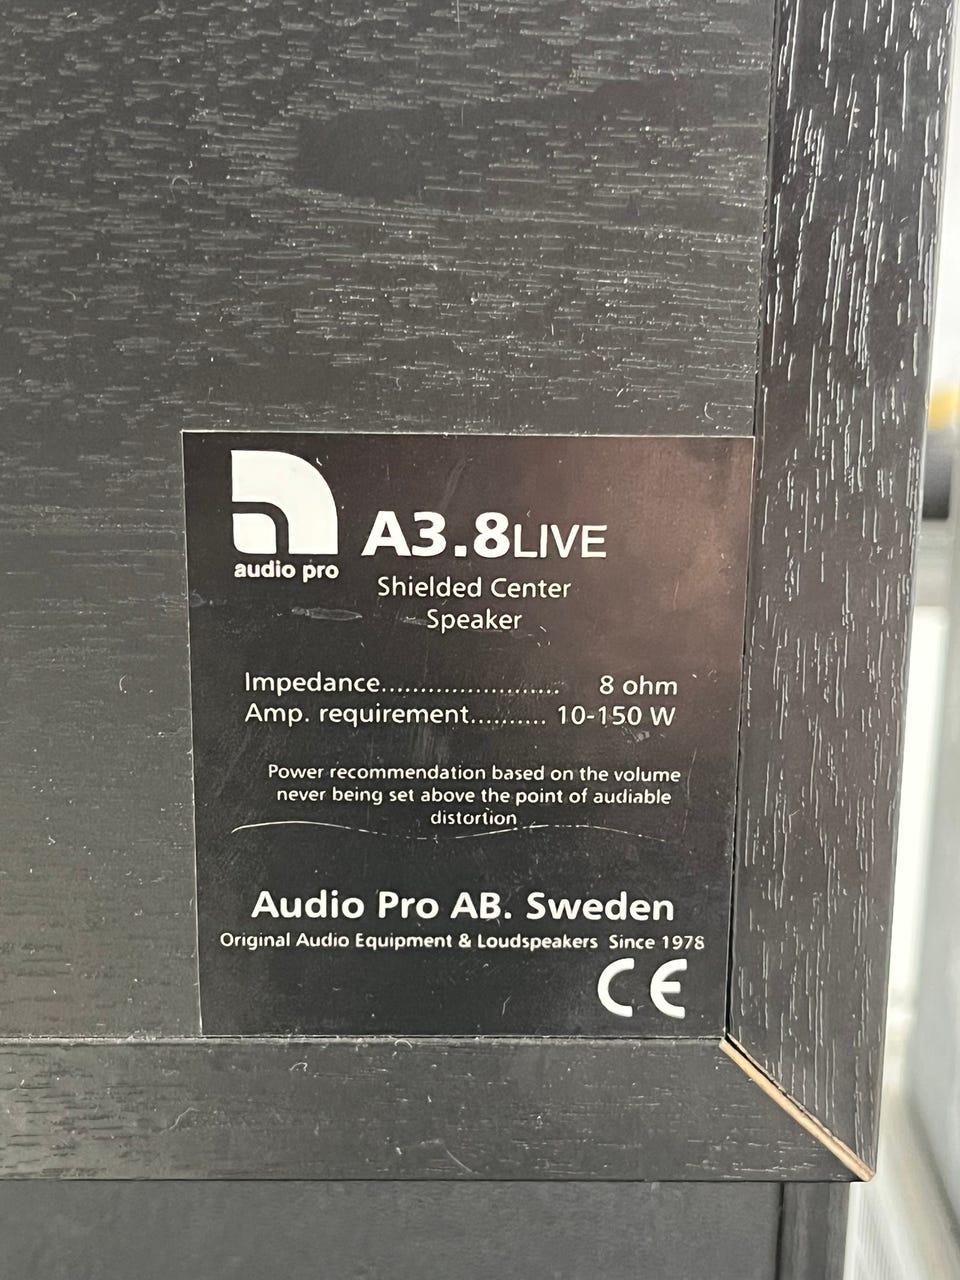 audio pro
A3.8LIVE
Shielded Center
Speaker
Impedance....................... 8 ohm
Amp. requirement.......... 10-150 W
Power recommendation based on the volume
never being set above the point of audiable
distortion
Audio Pro AB. Sweden
Original Audio Equipment & Loudspeakers Since 1978
CE